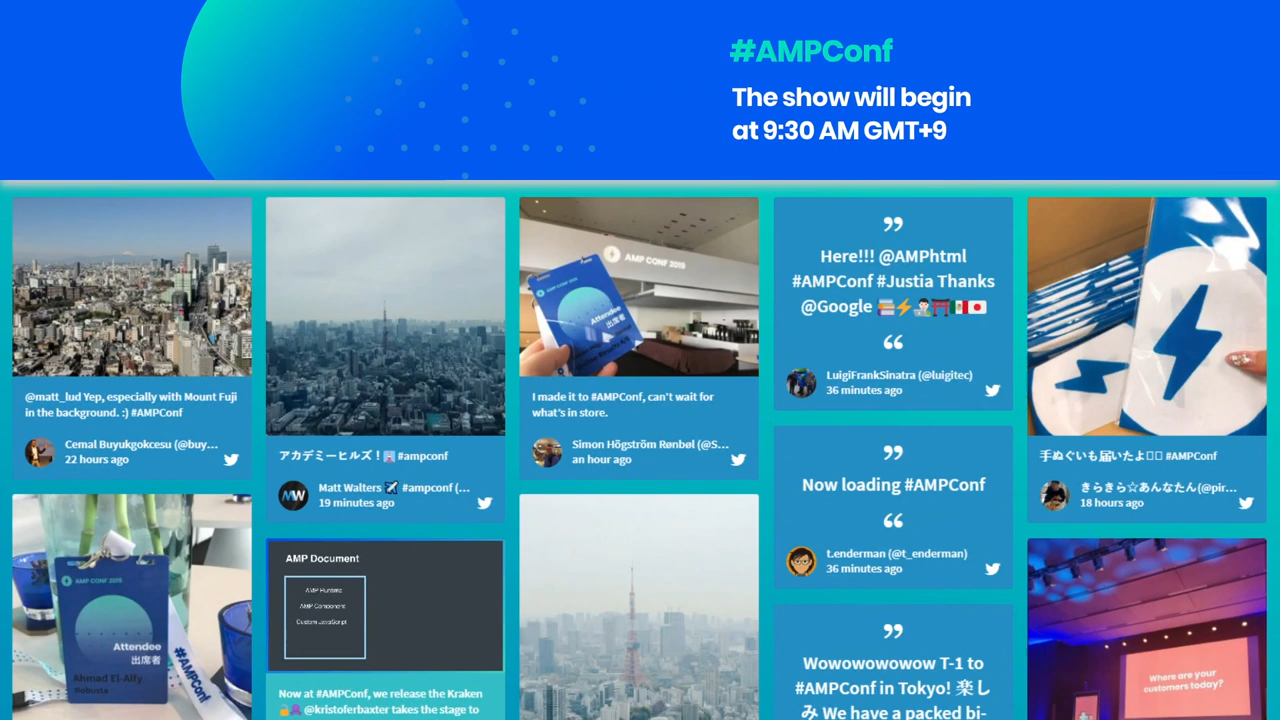 #AMPConf
The show will begin
at 9:30 AM GMT+9
@matt_lud Yep, especially with Mount Fuji
in the background. :) #AMPConf
Cemal Buyukgokcesu (@buy...
22 hours ago
AMP CONF 2019
Attendee
出席者
Ahmad El-Alfy
Robusta
#AMPConf
アカデミーヒルズ！🗼#ampconf
Matt Walters ✈️ #ampconf (...
19 minutes ago
AMP Document
AMP Runtime
AMP Component
Custom JavaScript
Now at #AMPConf, we release the Kraken
@kristoferbaxter takes the stage to
AMP CONF 2019
Attendee
出席者
I made it to #AMPConf, can't wait for
what's in store.
Simon Högström Rønbøl (@S...
an hour ago
”
Here!!! @AMPhtml
#AMPConf #Justia Thanks
@Google 📚⚡👨🏻‍💻⛩🇲🇽🇯🇵
“
LuigiFrankSinatra (@luigitec)
36 minutes ago
”
Now loading #AMPConf
“
t.enderman (@t_enderman)
36 minutes ago
”
Wowowowowow T-1 to
#AMPConf in Tokyo! 楽し
み We have a packed bi-
手ぬぐいも届いたよ #AMPConf
きらきら☆あんなたん(@pir...
18 hours ago
Where are your
customers today?